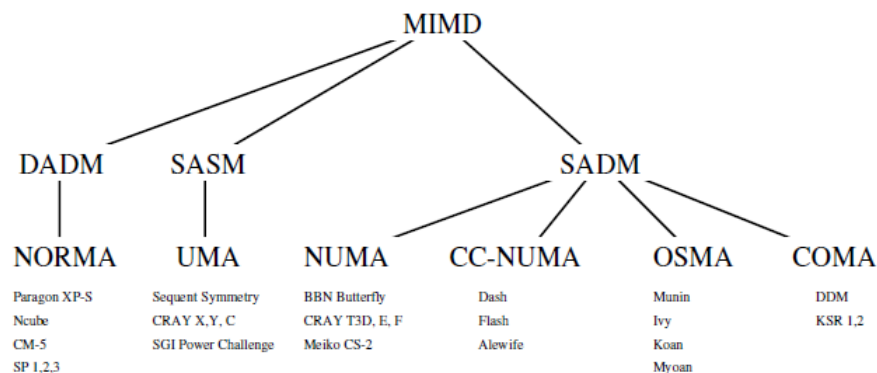 MIMD
DADM SASM SADM
NORMA UMA NUMA CC-NUMA OSMA COMA
Paragon XP-S Sequent Symmetry BBN Butterfly Dash Munin DDM
Ncube CRAY X,Y, C CRAY T3D, E, F Flash Ivy KSR 1,2
CM-5 SGI Power Challenge Meiko CS-2 Alewife Koan
SP 1,2,3 Myoan